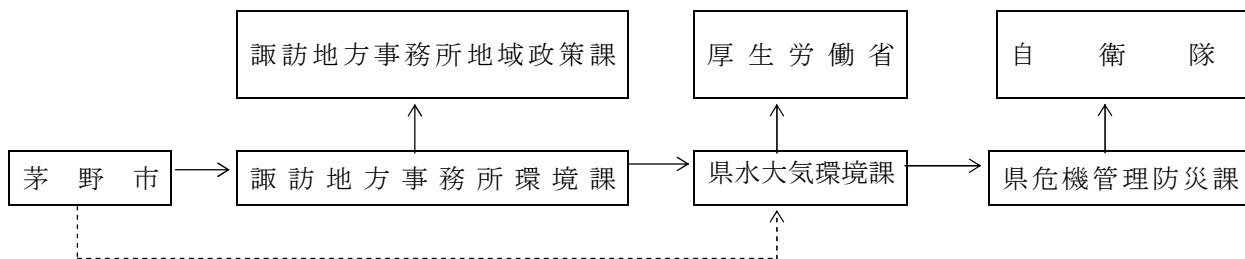 諏訪地方事務所地域政策課
厚生労働省
自衛隊
茅野市
諏訪地方事務所環境課
県水大気環境課
県危機管理防災課